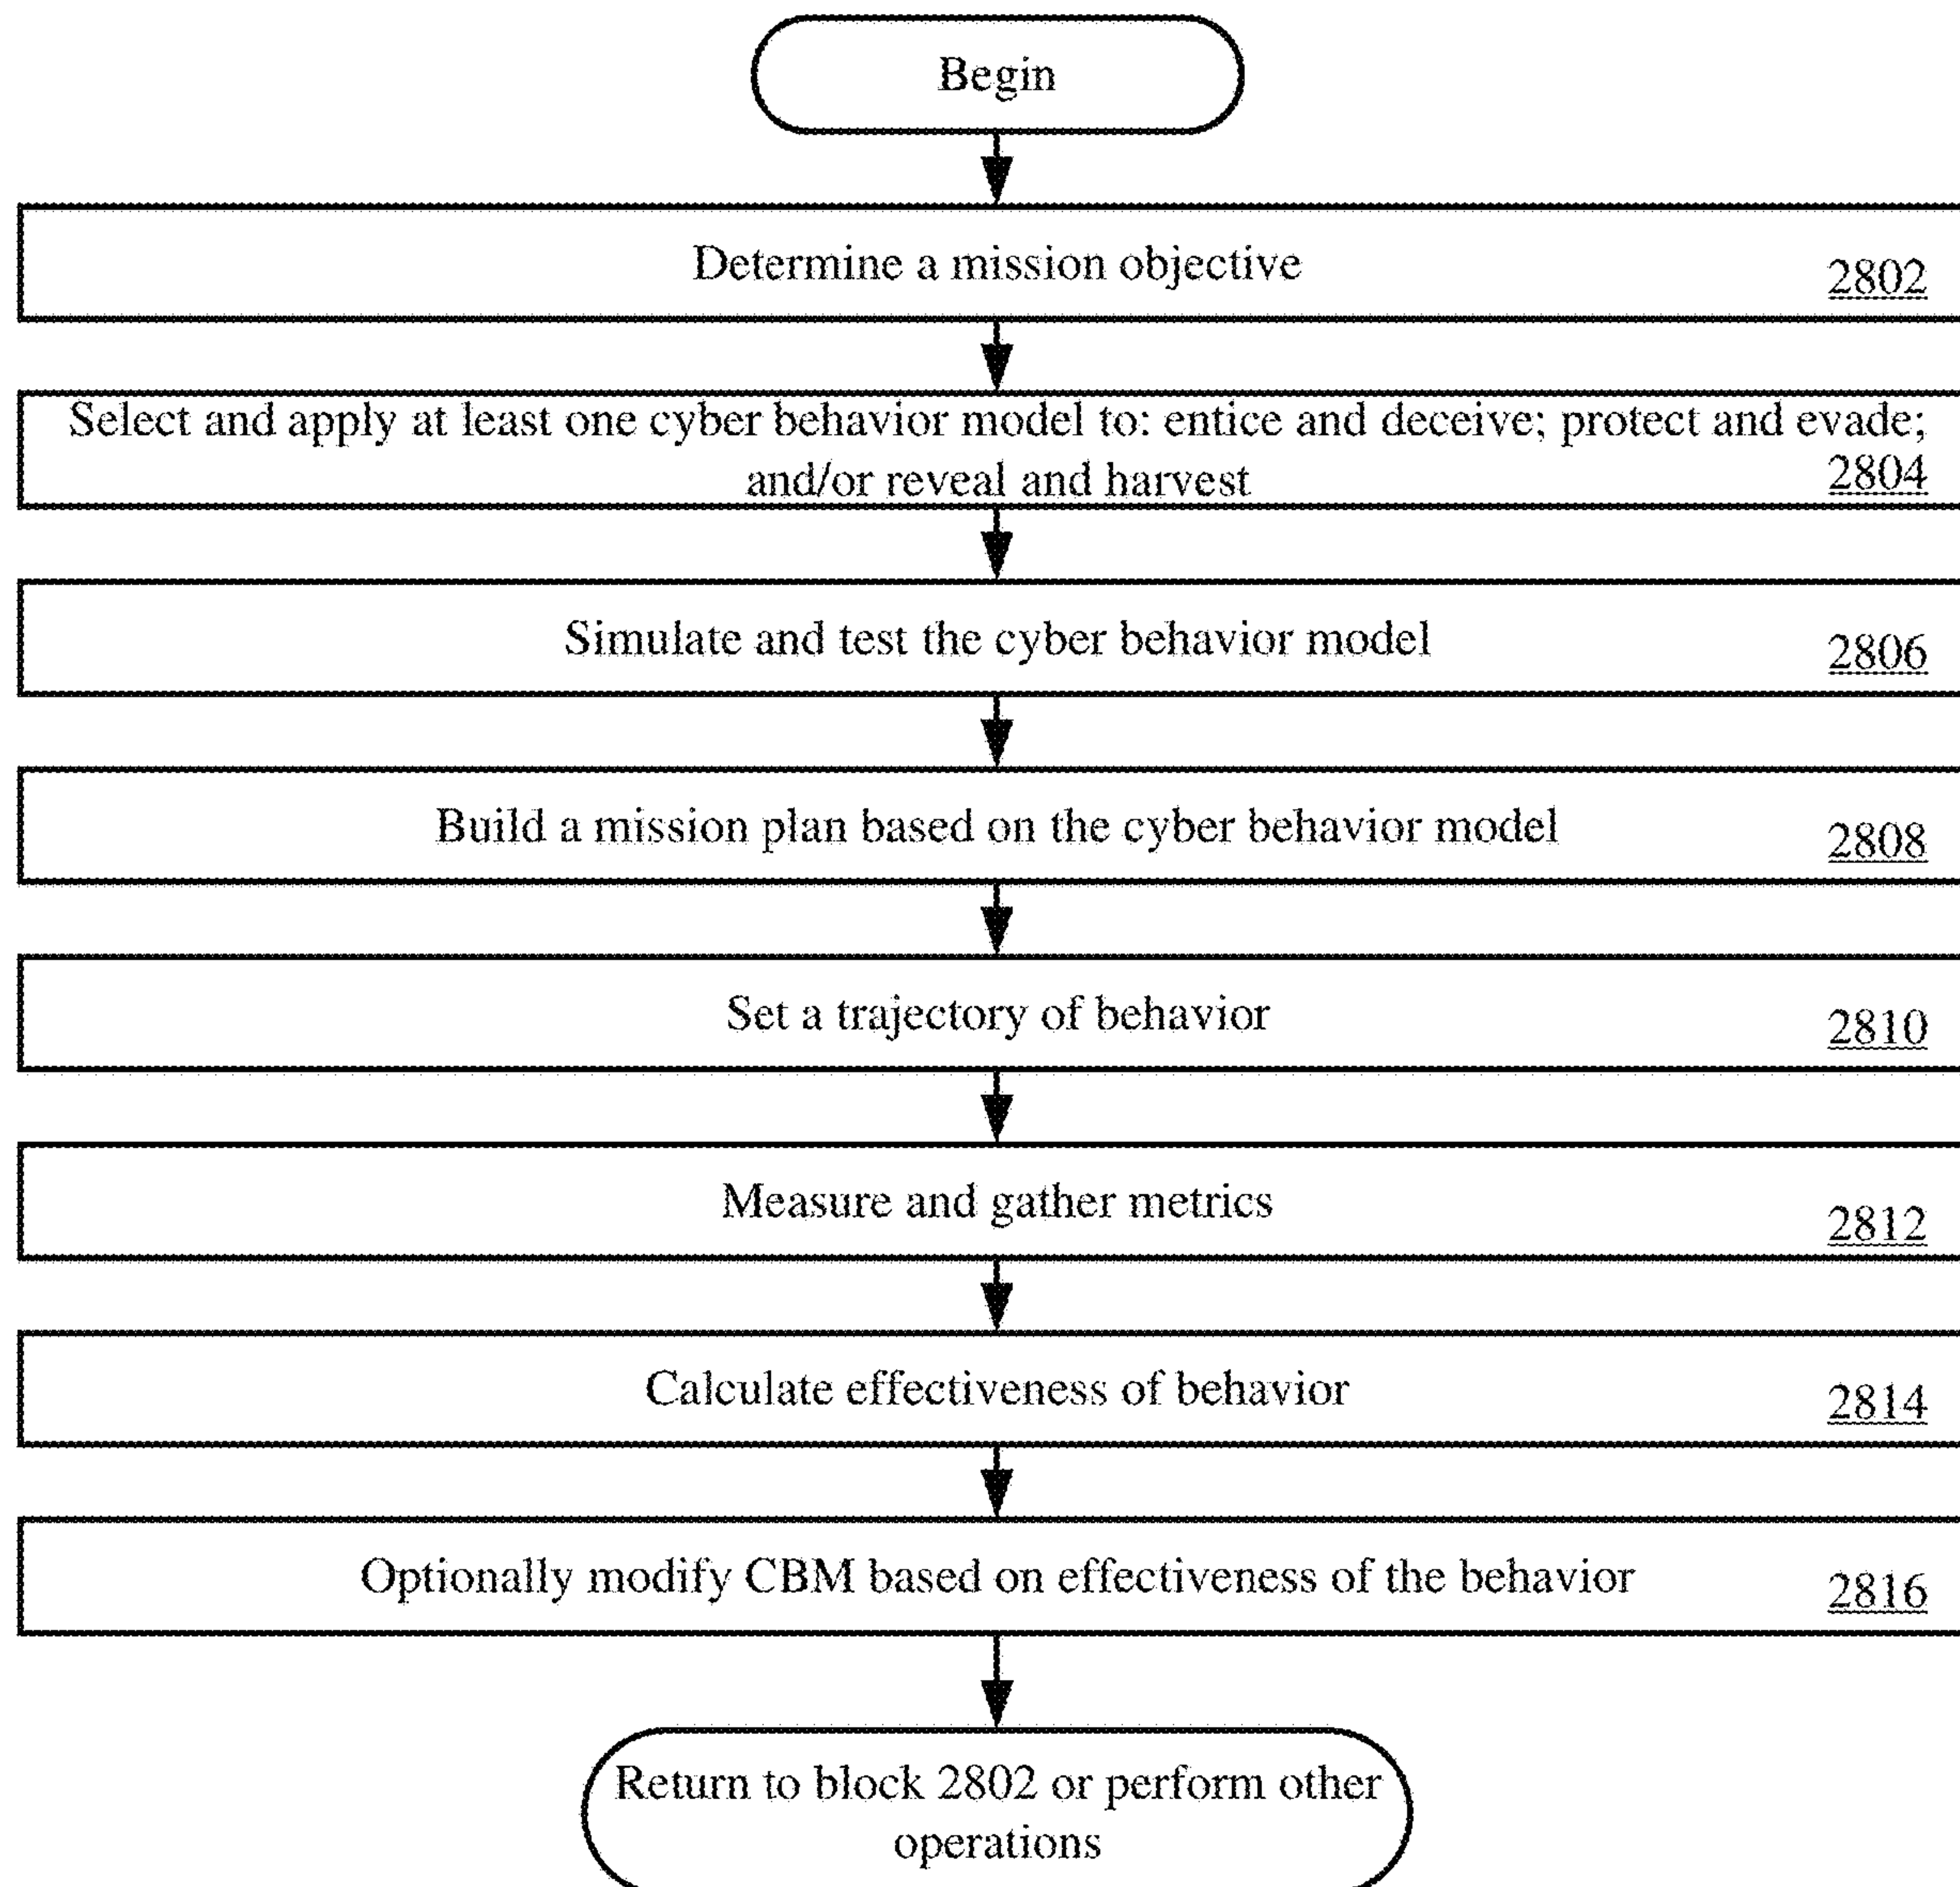 Begin
Determine a mission objective
2802
Select and apply at least one cyber behavior model to: entice and deceive; protect and evade;
and/or reveal and harvest
2804
Simulate and test the cyber behavior model
2806
Build a mission plan based on the cyber behavior model
2808
Set a trajectory of behavior
2810
Measure and gather metrics
2812
Calculate effectiveness of behavior
2814
Optionally modify CBM based on effectiveness of the behavior
2816
Return to block 2802 or perform other
operations